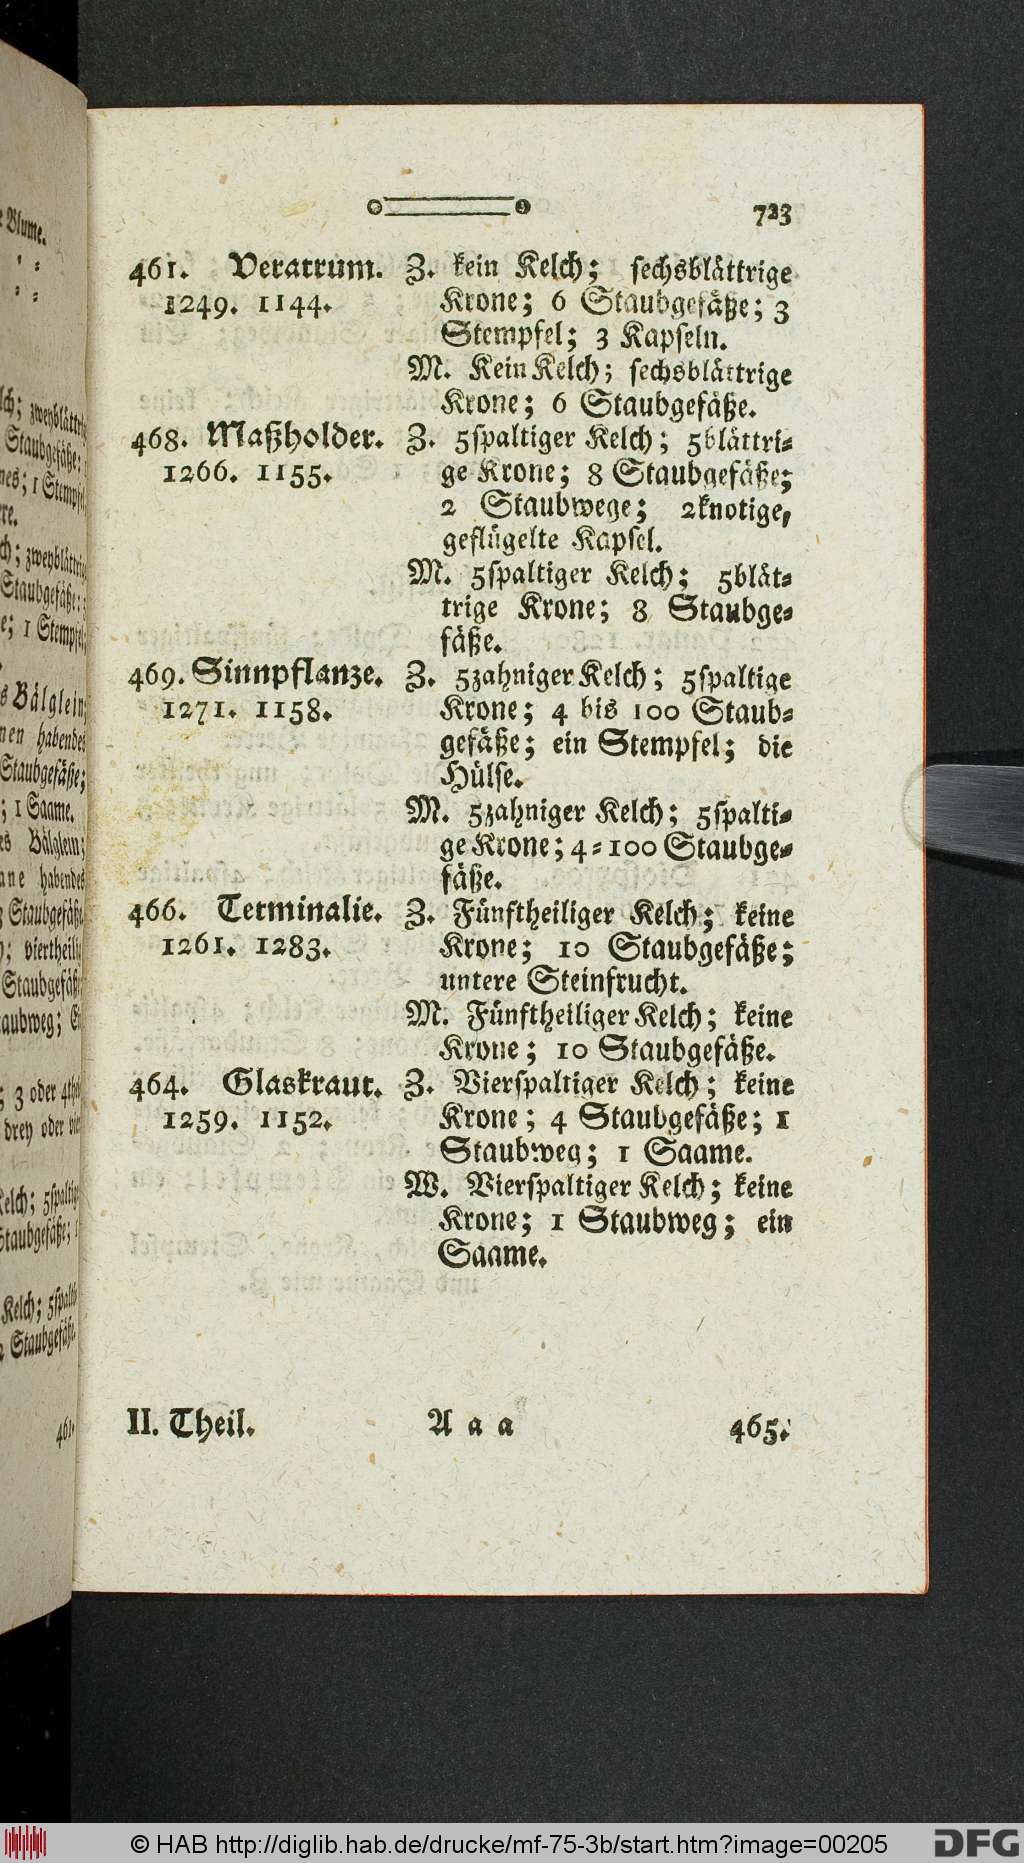 723
461. Veratrum. Z. kein Kelch; sechsblättrige
1249. 1144. Krone; 6 Staubgefäße; 3
Stempfel; 3 Kapseln.
M. Kein Kelch; sechsblättrige
Krone; 6 Staubgefäße.
468. Maßholder. Z. 5spaltiger Kelch; 5blättri-
1266. 1155. ge Krone; 8 Staubgefäße;
2 Staubwege; 2knotige,
geflügelte Kapsel.
M. 5spaltiger Kelch; 5blät-
trige Krone; 8 Staubge-
fäße.
469. Sinnpflanze. Z. 5zahniger Kelch; 5spaltige
1271. 1158. Krone; 4 bis 100 Staub-
gefäße; ein Stempfel; die
Hülse.
M. 5zahniger Kelch; 5spalti-
ge Krone; 4-100 Staubge-
fäße.
466. Terminalie. Z. Fünftheiliger Kelch; keine
1261. 1283. Krone; 10 Staubgefäße;
untere Steinfrucht.
M. Fünftheiliger Kelch; keine
Krone; 10 Staubgefäße.
464. Glaskraut. Z. Vierspaltiger Kelch; keine
1259. 1152. Krone; 4 Staubgefäße; 1
Staubweg; 1 Saame.
W. Vierspaltiger Kelch; keine
Krone; 1 Staubweg; ein
Saame.
II. Theil. A a a 465.
© HAB http://diglib.hab.de/drucke/mf-75-3b/start.htm?image=00205 DFG